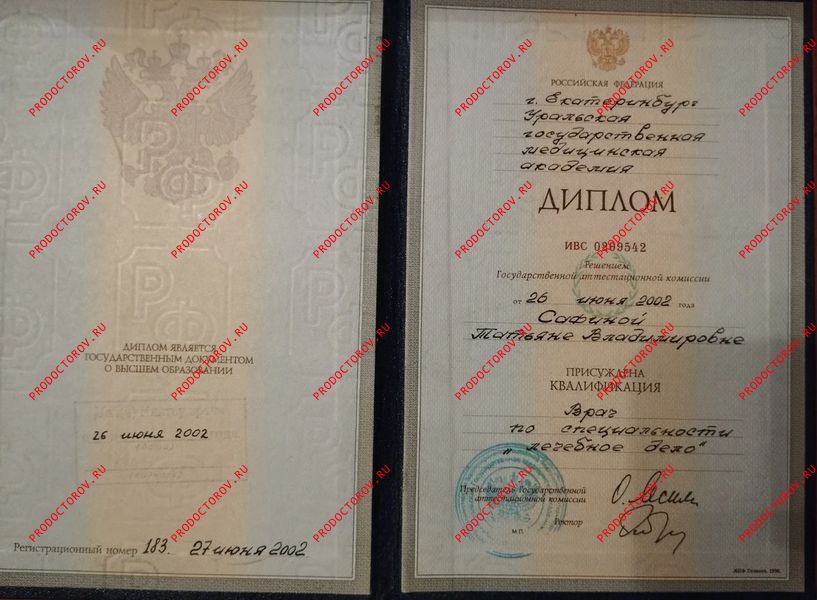 ДИПЛОМ ЯВЛЯЕТСЯ
ГОСУДАРСТВЕННЫМ ДОКУМЕНТОМ
О ВЫСШЕМ ОБРАЗОВАНИИ
26 июня 2002
Регистрационный номер 183. 27 июня 2002
РОССИЙСКАЯ ФЕДЕРАЦИЯ
г. Екатеринбург
Уральская
государственная
медицинская
академия
ДИПЛОМ
ИВС 0209542
Решением
Государственной аттестационной комиссии
от 26 июня 2002 года
Сафиной
Татьяне Владимировне
ПРИСУЖДЕНА
КВАЛИФИКАЦИЯ
Врач
по специальности
„лечебное дело"
Председатель Государственной
аттестационной комиссии
Ректор
М.П.
PRODOCTOROV.RU